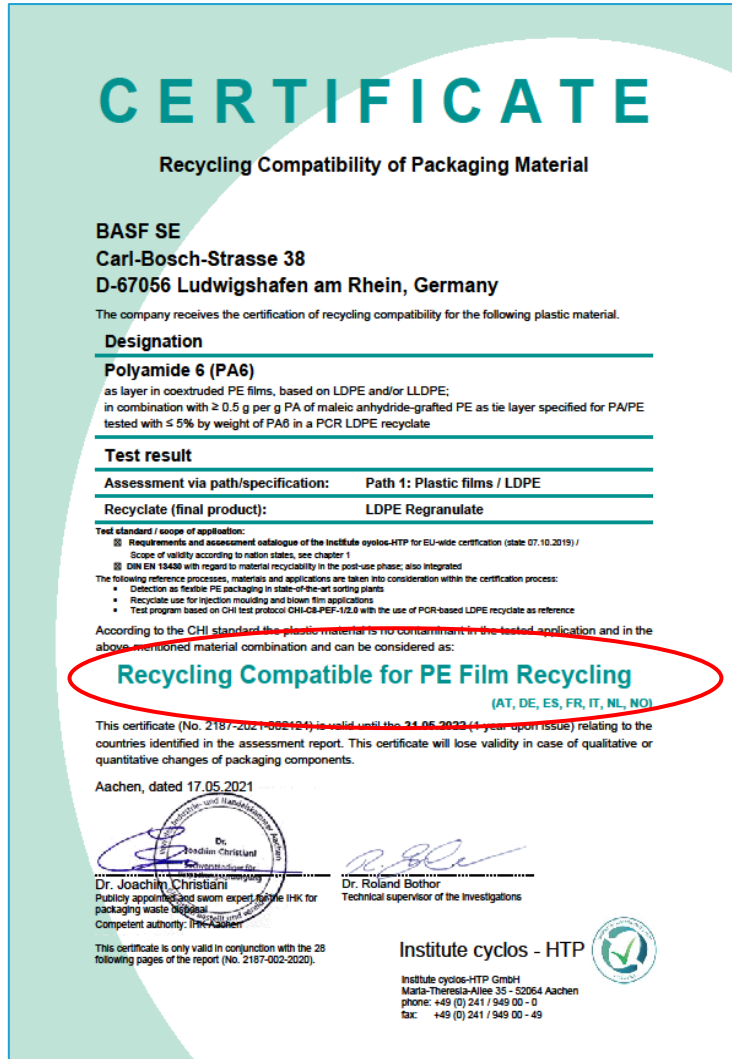 CERTIFICATE
Recycling Compatibility of Packaging Material
BASF SE
Carl-Bosch-Strasse 38
D-67056 Ludwigshafen am Rhein, Germany
The company receives the certification of recycling compatibility for the following plastic material.
Designation
Polyamide 6 (PA6)
as layer in coextruded PE films, based on LDPE and/or LLDPE;
in combination with ≥ 0.5 g per g PA of maleic anhydride-grafted PE as tie layer specified for PA/PE
tested with ≤ 5% by weight of PA6 in a PCR LDPE recyclate
Test result
Assessment via path/specification: Path 1: Plastic films / LDPE
Recyclate (final product): LDPE Regranulate
Test standard / scope of application:
☒ Requirements and assessment catalogue of the Institute cyclos-HTP for EU-wide certification (state 07.10.2019) /
Scope of validity according to nation states, see chapter 1
☒ DIN EN 13430 with regard to material recyclability in the post-use phase; also integrated
The following reference processes, materials and applications are taken into consideration within the certification process:
• Detection as flexible PE packaging in state-of-the-art sorting plants
• Recyclate use for injection moulding and blown film applications
• Test program based on CHI test protocol CHI-C8-PEF-1/2.0 with the use of PCR-based LDPE recyclate as reference
According to the CHI standard the plastic material is no contaminant in the tested application and in the
above mentioned material combination and can be considered as:
Recycling Compatible for PE Film Recycling
(AT, DE, ES, FR, IT, NL, NO)
This certificate (No. 2187-2021-002124) is valid until the 31.05.2022 (1 year upon issue) relating to the
countries identified in the assessment report. This certificate will lose validity in case of qualitative or
quantitative changes of packaging components.
Aachen, dated 17.05.2021
Dr.
Joachim Christiani
Dr. Joachim Christiani
Publicly appointed and sworn expert for the IHK for
packaging waste disposal
Competent authority: IHK Aachen
Dr. Roland Bothor
Technical supervisor of the investigations
This certificate is only valid in conjunction with the 28
following pages of the report (No. 2187-002-2020).
Institute cyclos - HTP
Institute cyclos-HTP GmbH
Maria-Theresia-Allee 35 - 52064 Aachen
phone: +49 (0) 241 / 949 00 - 0
fax: +49 (0) 241 / 949 00 - 49